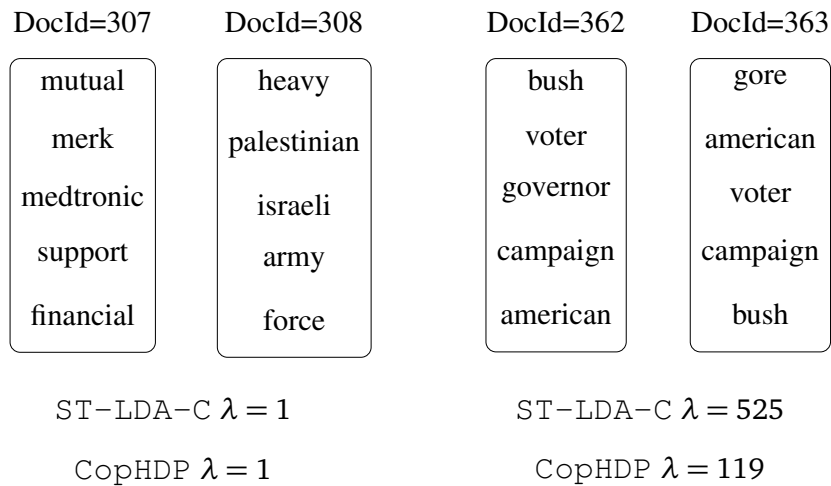 DocId=307 DocId=308 DocId=362 DocId=363
mutual heavy bush gore
merk palestinian voter american
medtronic israeli governor voter
support army campaign campaign
financial force american bush
ST-LDA-C λ = 1 ST-LDA-C λ = 525
CopHDP λ = 1 CopHDP λ = 119